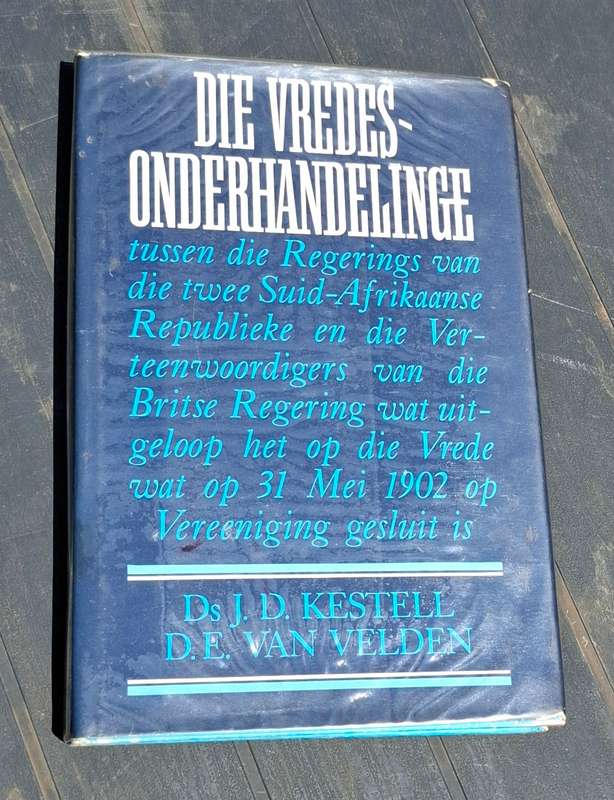 DIE VREDES-
ONDERHANDELINGE
tussen die Regerings van
die twee Suid-Afrikaanse
Republieke en die Ver-
teenwoordigers van die
Britse Regering wat uit-
geloop het op die Vrede
wat op 31 Mei 1902 op
Vereeniging gesluit is
Ds J. D. KESTELL
D. E. VAN VELDEN